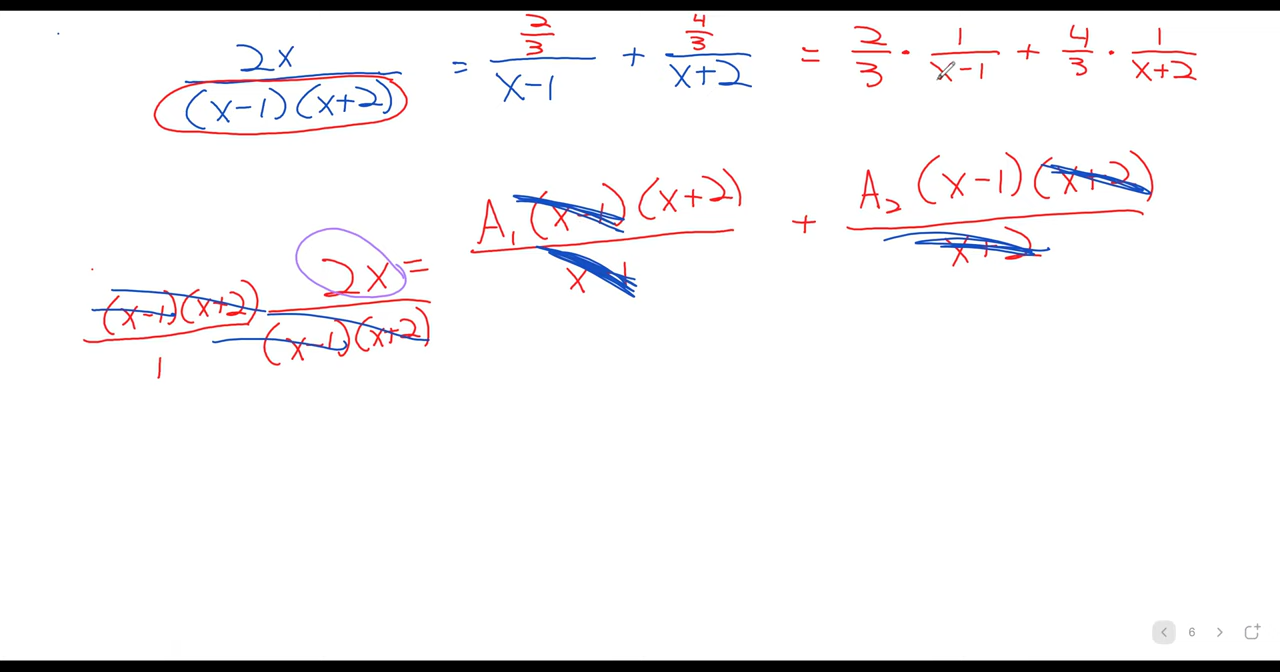 2x/((x-1)(x+2)) = (2/3)/(x-1) + (4/3)/(x+2) = 2/3 · 1/(x-1) + 4/3 · 1/(x+2)
((x-1)(x+2))/1 2x/((x-1)(x+2)) = (A₁(x-1)(x+2))/(x-1) + (A₂(x-1)(x+2))/(x+2)
6